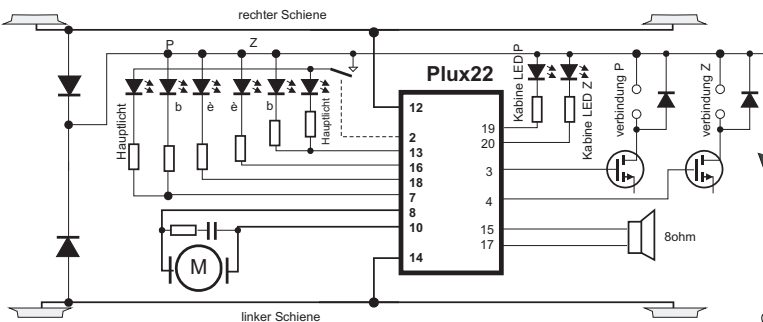 rechter Schiene
P
Z
Plux22
Kabine LED P
Kabine LED Z
verbindung P
verbindung Z
Hauptlicht
b
è
è
b
Hauptlicht
12
2
13
16
18
7
8
10
14
19
20
3
4
15
17
M
8ohm
linker Schiene